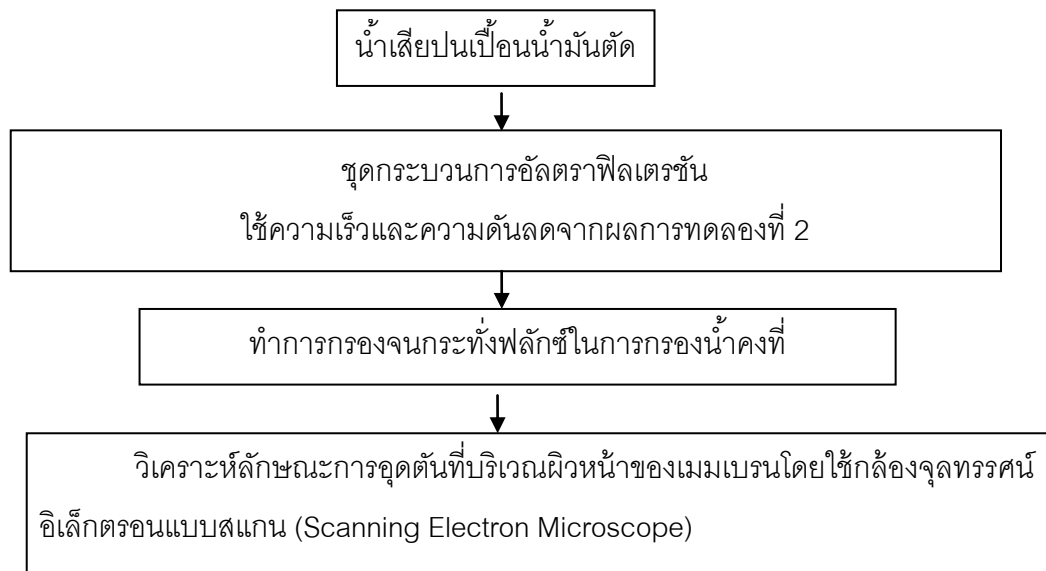 น้ำเสียปนเปื้อนน้ำมันตัด
ชุดกระบวนการอัลตราฟิลเตรชัน
ใช้ความเร็วและความดันลดจากผลการทดลองที่ 2
ทำการกรองจนกระทั่งฟลักซ์ในการกรองน้ำคงที่
วิเคราะห์ลักษณะการอุดตันที่บริเวณผิวหน้าของเมมเบรนโดยใช้กล้องจุลทรรศน์
อิเล็กตรอนแบบสแกน (Scanning Electron Microscope)